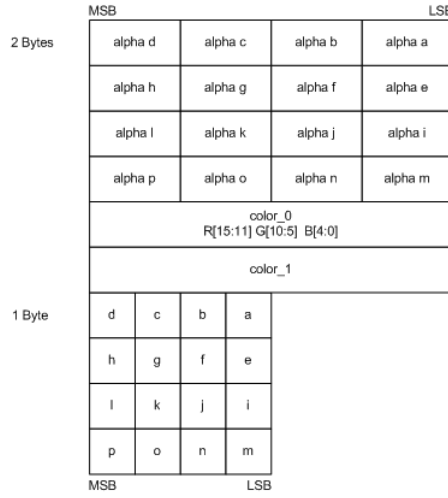 MSB LSB
2 Bytes alpha d alpha c alpha b alpha a
alpha h alpha g alpha f alpha e
alpha l alpha k alpha j alpha i
alpha p alpha o alpha n alpha m
color_0
R[15:11] G[10:5] B[4:0]
color_1
1 Byte d c b a
h g f e
l k j i
p o n m
MSB LSB